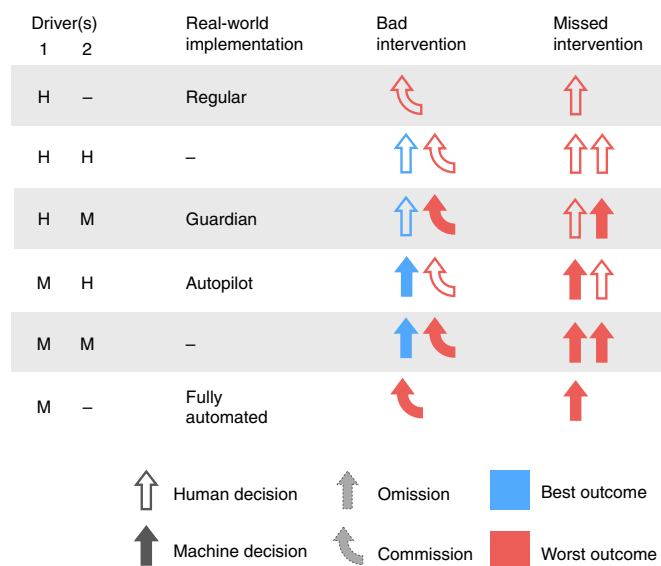 Driver(s) Real-world Bad Missed
1 2 implementation intervention intervention
H – Regular
H H –
H M Guardian
M H Autopilot
M M –
M – Fully
automated
Human decision Omission Best outcome
Machine decision Commission Worst outcome